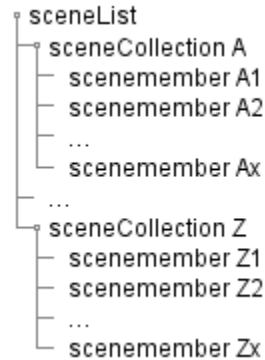 sceneList
sceneCollection A
scenemember A1
scenemember A2
...
scenemember Ax
...
sceneCollection Z
scenemember Z1
scenemember Z2
...
scenemember Zx